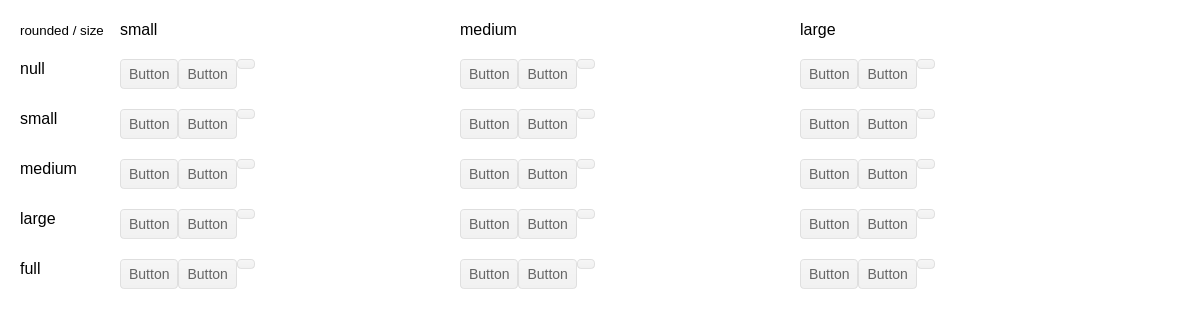 rounded / size small medium large
null Button Button Button Button Button Button
small Button Button Button Button Button Button
medium Button Button Button Button Button Button
large Button Button Button Button Button Button
full Button Button Button Button Button Button